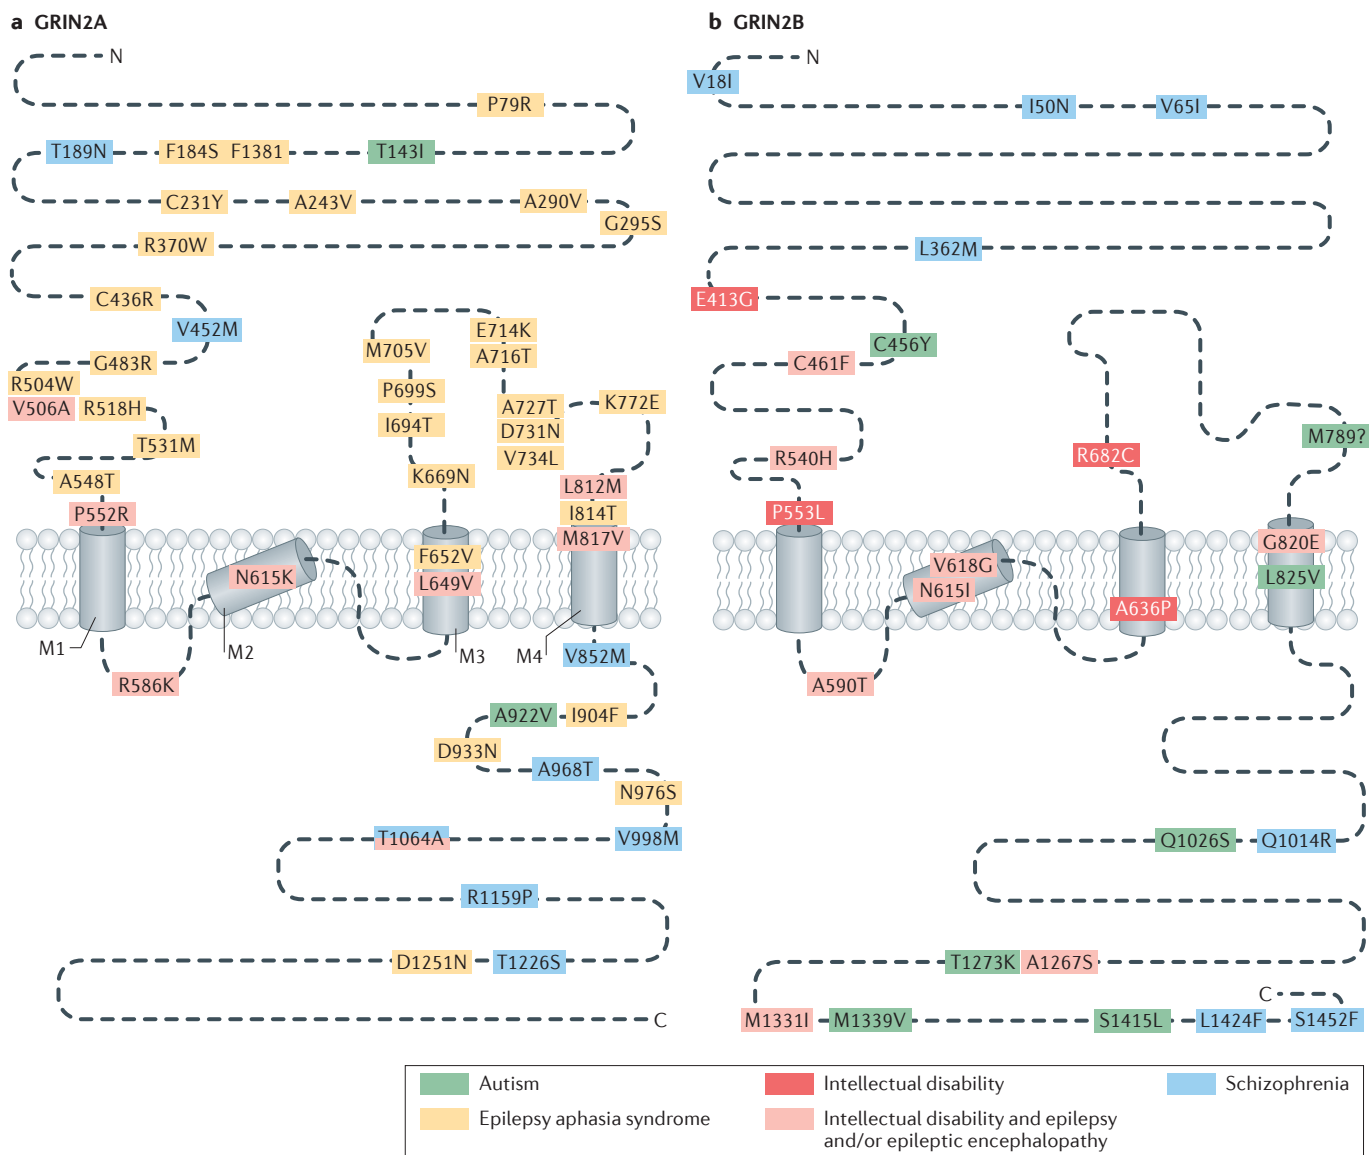 a GRIN2A
N
P79R
T189N F184S F1381 T143I
C231Y A243V A290V
G295S
R370W
C436R
V452M
G483R
R504W
V506A R518H
T531M
A548T
P552R
E714K
M705V A716T
P699S
I694T
A727T K772E
D731N
V734L
K669N
L812M
I814T
M817V
F652V
N615K L649V
M1 M2 M3 M4
V852M
R586K
A922V I904F
D933N
A968T
N976S
T1064A V998M
R1159P
D1251N T1226S
C
b GRIN2B
N
V18I
I50N V65I
L362M
E413G
C456Y
C461F
R540H
P553L
R682C
M789?
G820E
V618G
L825V
N615I
A636P
A590T
Q1026S Q1014R
T1273K A1267S
C
M1331I M1339V S1415L L1424F S1452F
Autism
Epilepsy aphasia syndrome
Intellectual disability
Intellectual disability and epilepsy
and/or epileptic encephalopathy
Schizophrenia